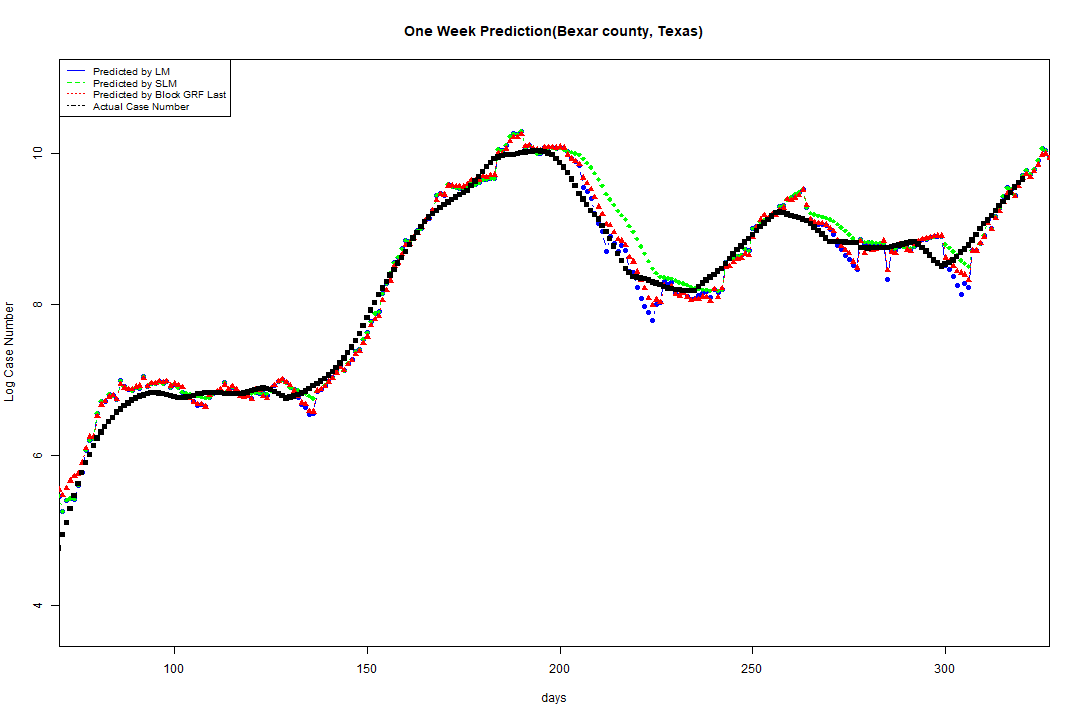 One Week Prediction(Bexar county, Texas)
Predicted by LM
Predicted by SLM
Predicted by Block GRF Last
Actual Case Number
10
8
6
4
Log Case Number
100 150 200 250 300
days